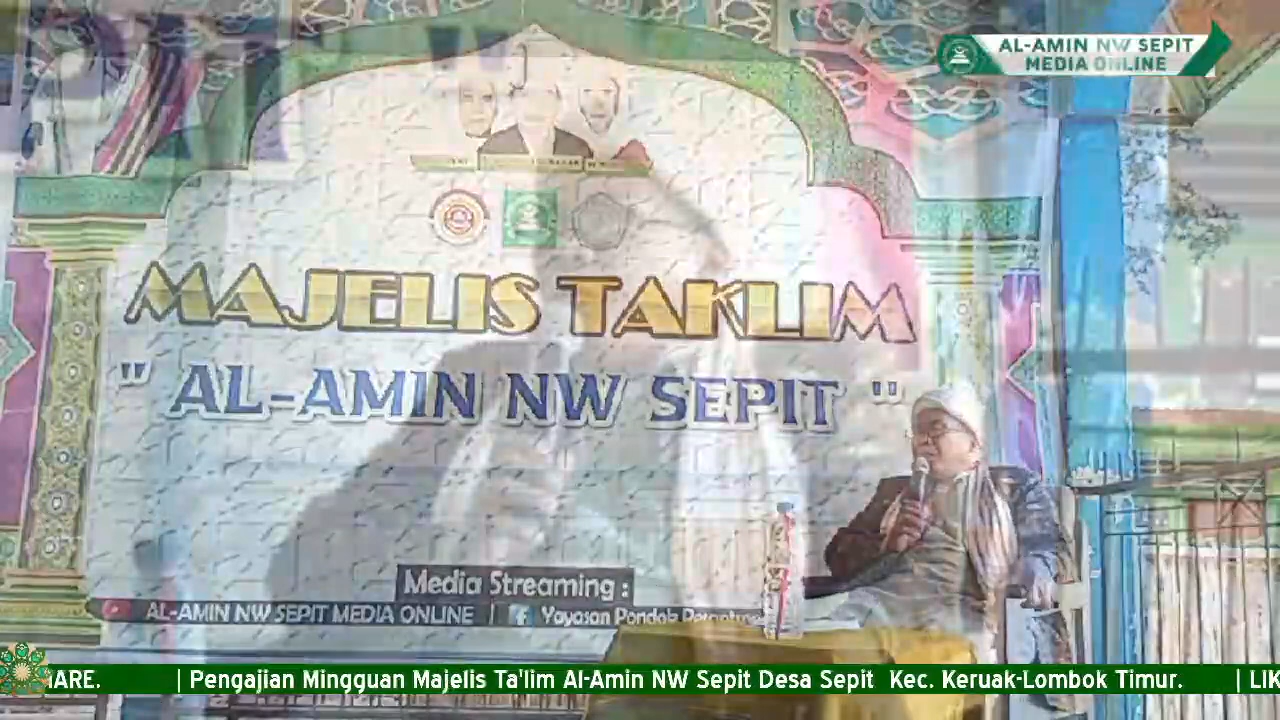 AL-AMIN NW SEPIT
MEDIA ONLINE
MAJELIS TAKLIM
" AL-AMIN NW SEPIT "
Media Streaming :
AL-AMIN NW SEPIT MEDIA ONLINE | Yayasan Pondok
ARE. | Pengajian Mingguan Majelis Ta'lim Al-Amin NW Sepit Desa Sepit Kec. Keruak-Lombok Timur. | LIK